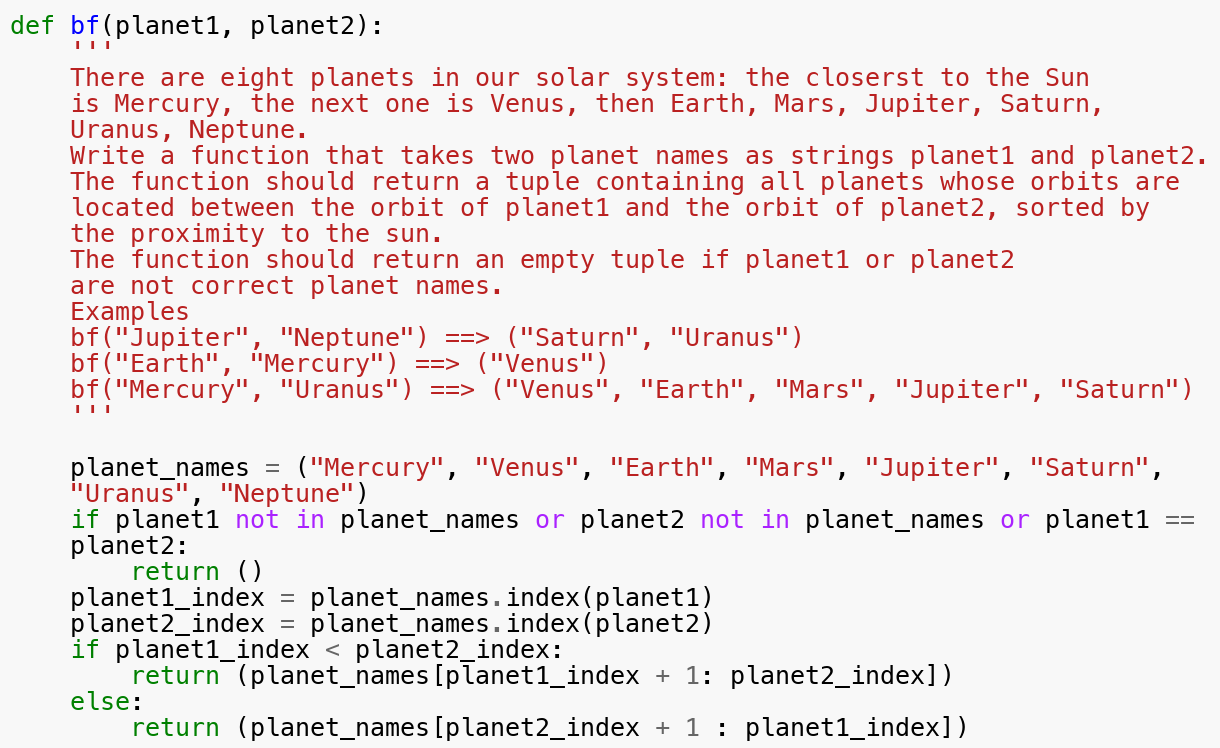 def bf(planet1, planet2):
    '''
    There are eight planets in our solar system: the closerst to the Sun
    is Mercury, the next one is Venus, then Earth, Mars, Jupiter, Saturn,
    Uranus, Neptune.
    Write a function that takes two planet names as strings planet1 and planet2.
    The function should return a tuple containing all planets whose orbits are
    located between the orbit of planet1 and the orbit of planet2, sorted by
    the proximity to the sun.
    The function should return an empty tuple if planet1 or planet2
    are not correct planet names.
    Examples
    bf("Jupiter", "Neptune") ==> ("Saturn", "Uranus")
    bf("Earth", "Mercury") ==> ("Venus")
    bf("Mercury", "Uranus") ==> ("Venus", "Earth", "Mars", "Jupiter", "Saturn")
    '''

    planet_names = ("Mercury", "Venus", "Earth", "Mars", "Jupiter", "Saturn",
    "Uranus", "Neptune")
    if planet1 not in planet_names or planet2 not in planet_names or planet1 ==
    planet2:
        return ()
    planet1_index = planet_names.index(planet1)
    planet2_index = planet_names.index(planet2)
    if planet1_index < planet2_index:
        return (planet_names[planet1_index + 1: planet2_index])
    else:
        return (planet_names[planet2_index + 1 : planet1_index])